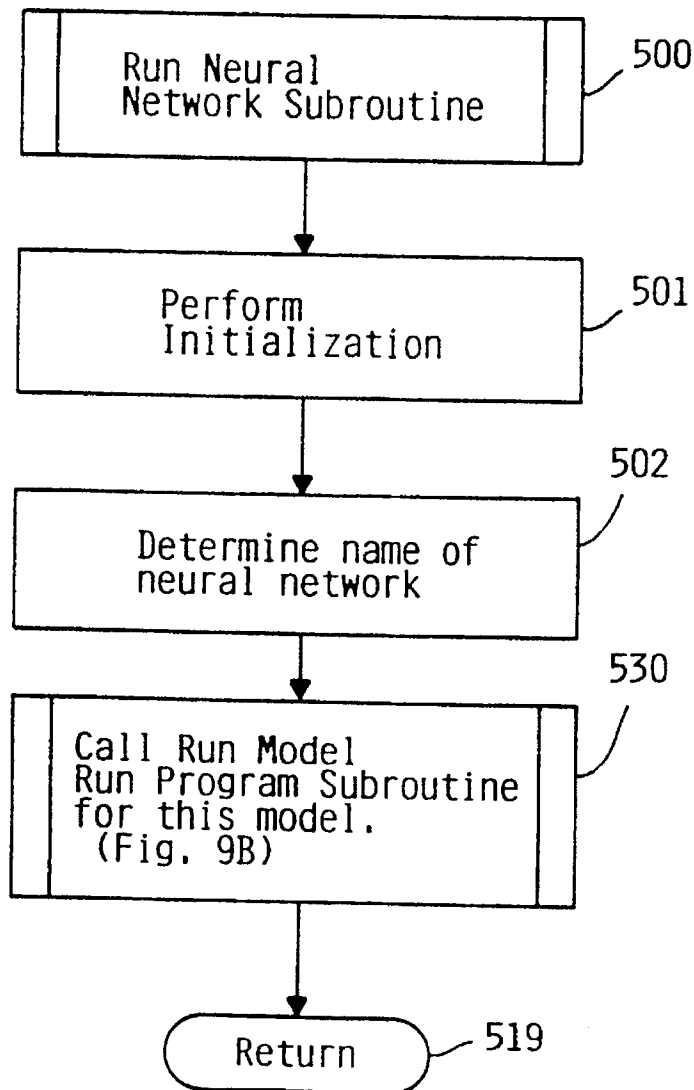 Run Neural
Network Subroutine
500
Perform
Initialization
501
502
Determine name of
neural network
530
Call Run Model
Run Program Subroutine
for this model.
(Fig. 9B)
Return
519